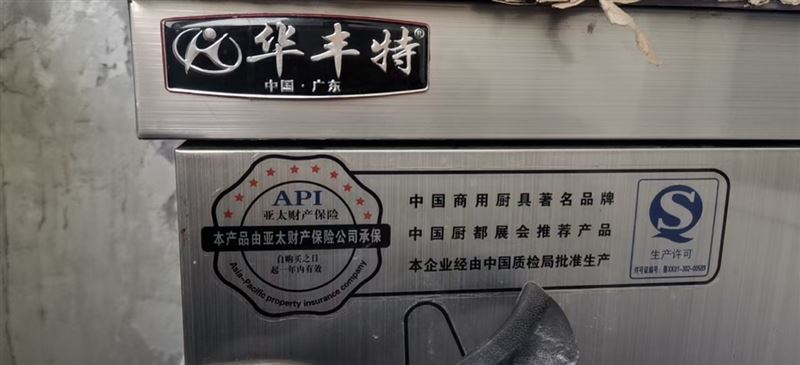 华丰特®
中国·广东
API
亚太财产保险
本产品由亚太财产保险公司承保
自购买之日
起一年内有效
Asia-Pacific property insurance company
中国商用厨具著名品牌
中国厨都展会推荐产品
本企业经由中国质检局批准生产
生产许可